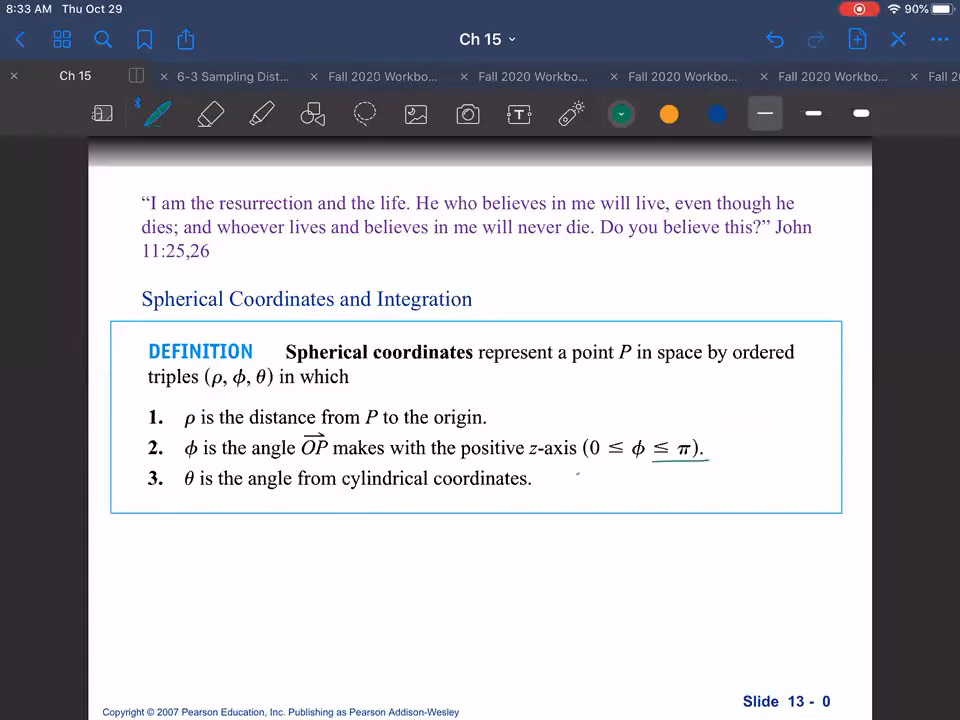 8:33 AM Thu Oct 29
90%
Ch 15
Ch 15
6-3 Sampling Dist...
Fall 2020 Workbo...
Fall 2020 Workbo...
Fall 2020 Workbo...
Fall 2020 Workbo...
Fall 2
T
“I am the resurrection and the life. He who believes in me will live, even though he
dies; and whoever lives and believes in me will never die. Do you believe this?” John
11:25,26
Spherical Coordinates and Integration
DEFINITION Spherical coordinates represent a point P in space by ordered
triples (ρ, ϕ, θ) in which
1. ρ is the distance from P to the origin.
2. ϕ is the angle \overrightarrow{OP} makes with the positive z-axis (0 ≤ ϕ ≤ π).
3. θ is the angle from cylindrical coordinates.
Slide 13 - 0
Copyright © 2007 Pearson Education, Inc. Publishing as Pearson Addison-Wesley